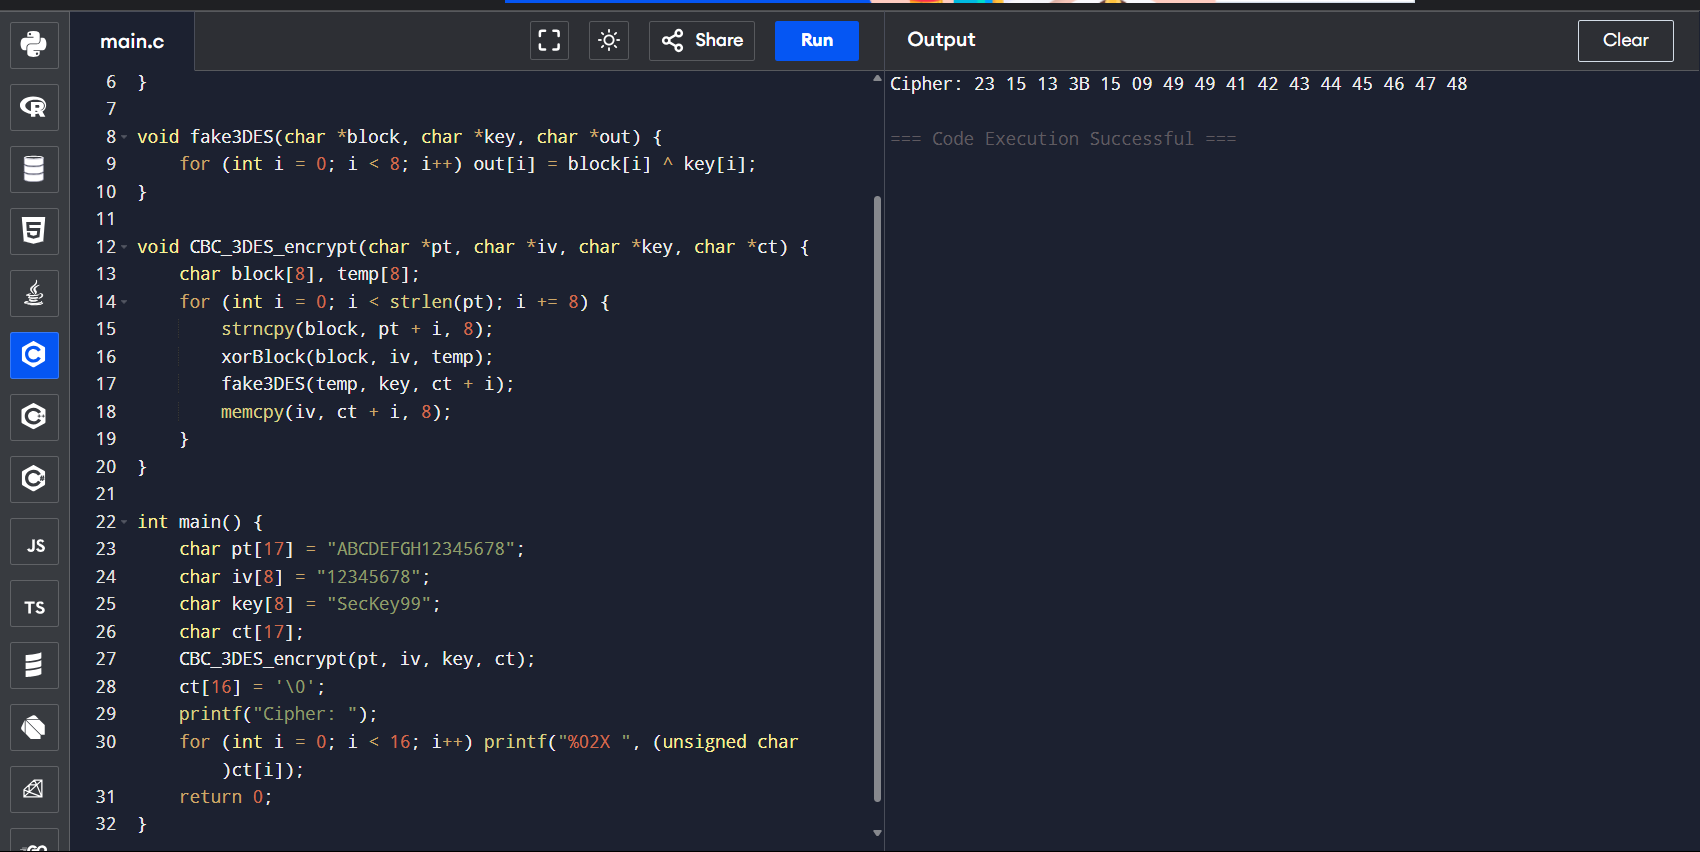 main.c
Share
Run
Output
Clear
6 }
7
8 void fake3DES(char *block, char *key, char *out) {
9     for (int i = 0; i < 8; i++) out[i] = block[i] ^ key[i];
10 }
11
12 void CBC_3DES_encrypt(char *pt, char *iv, char *key, char *ct) {
13     char block[8], temp[8];
14     for (int i = 0; i < strlen(pt); i += 8) {
15         strncpy(block, pt + i, 8);
16         xorBlock(block, iv, temp);
17         fake3DES(temp, key, ct + i);
18         memcpy(iv, ct + i, 8);
19     }
20 }
21
22 int main() {
23     char pt[17] = "ABCDEFGH12345678";
24     char iv[8] = "12345678";
25     char key[8] = "SecKey99";
26     char ct[17];
27     CBC_3DES_encrypt(pt, iv, key, ct);
28     ct[16] = '\0';
29     printf("Cipher: ");
30     for (int i = 0; i < 16; i++) printf("%02X ", (unsigned char
        )ct[i]);
31     return 0;
32 }
Cipher: 23 15 13 3B 15 09 49 49 41 42 43 44 45 46 47 48
=== Code Execution Successful ===
R
5
C
C
C
JS
TS
GO